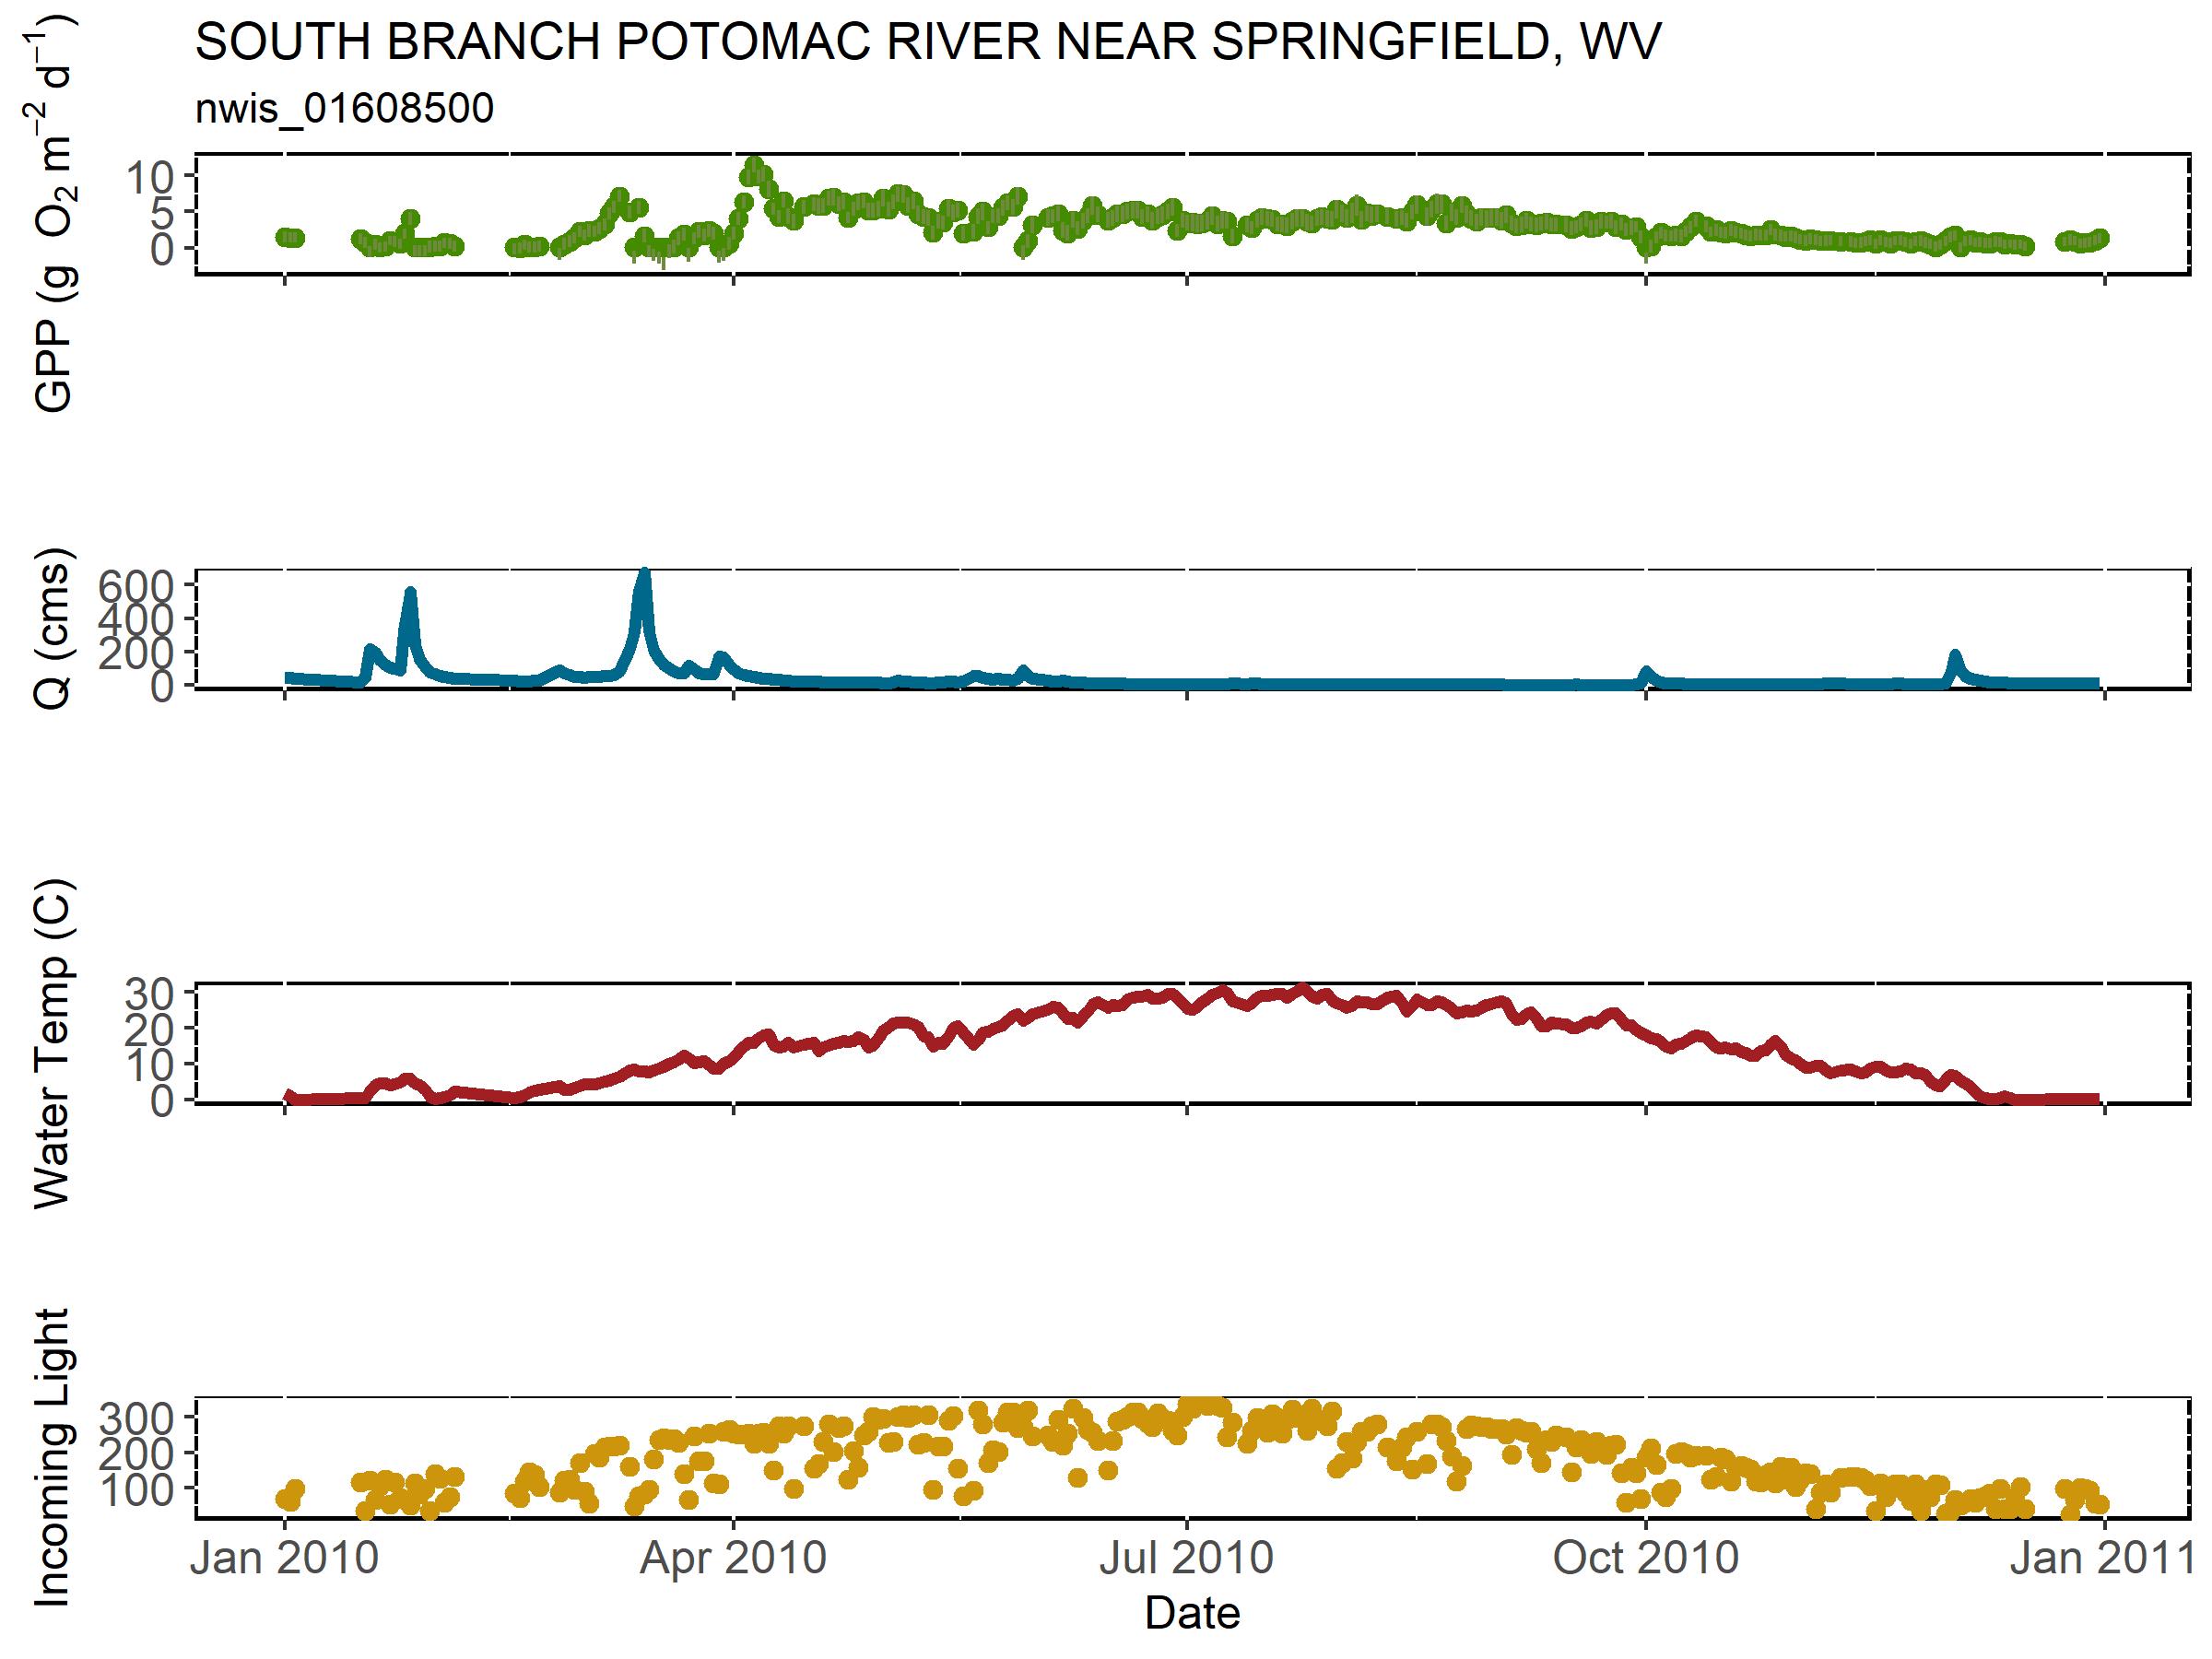 SOUTH BRANCH POTOMAC RIVER NEAR SPRINGFIELD, WV
nwis_01608500
GPP (g O₂ m⁻² d⁻¹)
10
5
0
Q (cms)
600
400
200
0
Water Temp (C)
30
20
10
0
Incoming Light
300
200
100
Jan 2010 Apr 2010 Jul 2010 Oct 2010 Jan 2011
Date